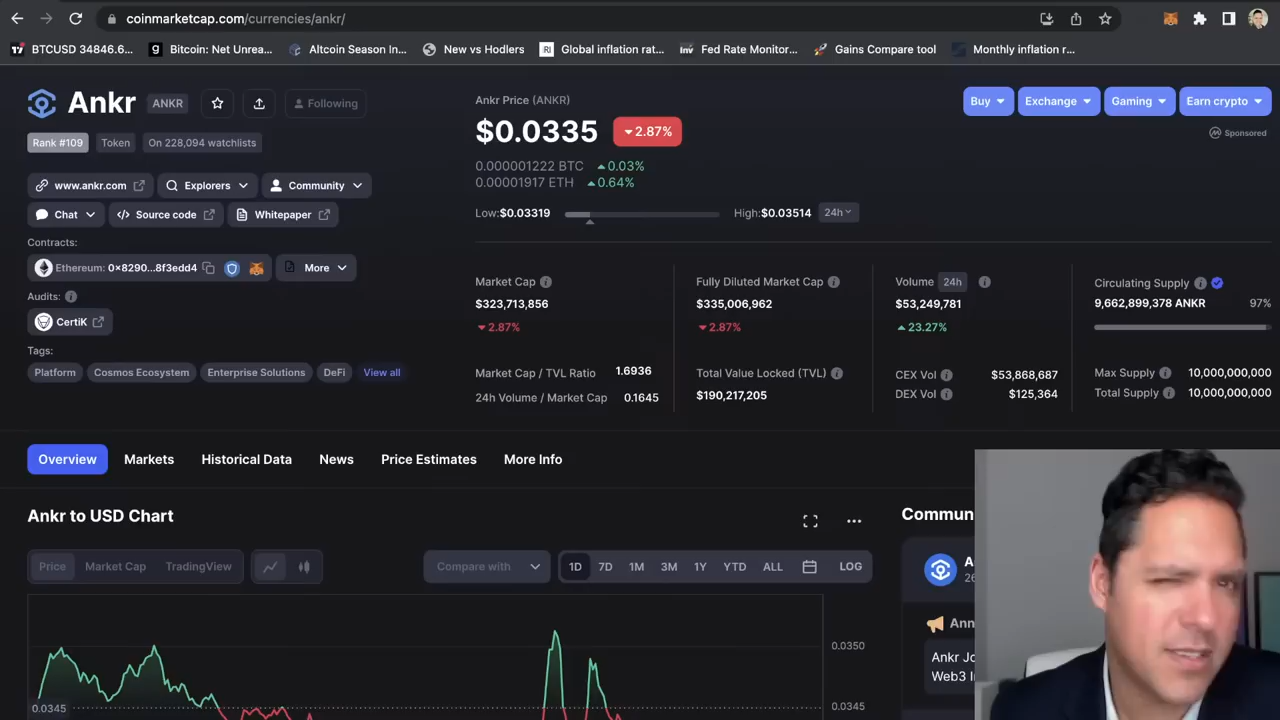 coinmarketcap.com/currencies/ankr/
BTCUSD 34846.6...
Bitcoin: Net Unrea...
Altcoin Season In...
New vs Hodlers
Global inflation rat...
Fed Rate Monitor...
Gains Compare tool
Monthly inflation r...
Ankr ANKR
Following
Rank #109 Token On 228,094 watchlists
www.ankr.com Explorers Community
Chat Source code Whitepaper
Contracts:
Ethereum: 0x8290...8f3edd4 More
Audits:
CertiK
Tags:
Platform Cosmos Ecosystem Enterprise Solutions DeFi View all
Ankr Price (ANKR)
$0.0335 2.87%
0.000001222 BTC 0.03%
0.00001917 ETH 0.64%
Low:$0.03319 High:$0.03514 24h
Buy Exchange Gaming Earn crypto
Sponsored
Market Cap
$323,713,856
2.87%
Market Cap / TVL Ratio 1.6936
24h Volume / Market Cap 0.1645
Fully Diluted Market Cap
$335,006,962
2.87%
Total Value Locked (TVL)
$190,217,205
Volume 24h
$53,249,781
23.27%
CEX Vol $53,868,687
DEX Vol $125,364
Circulating Supply
9,662,899,378 ANKR 97%
Max Supply 10,000,000,000
Total Supply 10,000,000,000
Overview Markets Historical Data News Price Estimates More Info
Ankr to USD Chart
Price Market Cap TradingView
Compare with
1D 7D 1M 3M 1Y YTD ALL LOG
0.0350
0.0345
0.0345
Commun
A
26
Ann
Ankr Jo
Web3 I